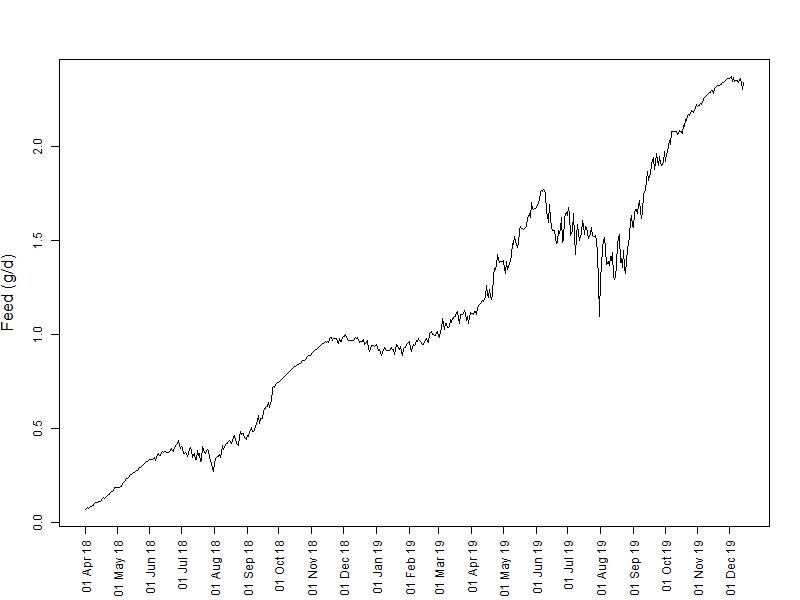 Feed (g/d)
2.0
1.5
1.0
0.5
0.0
01 Apr 18
01 May 18
01 Jun 18
01 Jul 18
01 Aug 18
01 Sep 18
01 Oct 18
01 Nov 18
01 Dec 18
01 Jan 19
01 Feb 19
01 Mar 19
01 Apr 19
01 May 19
01 Jun 19
01 Jul 19
01 Aug 19
01 Sep 19
01 Oct 19
01 Nov 19
01 Dec 19